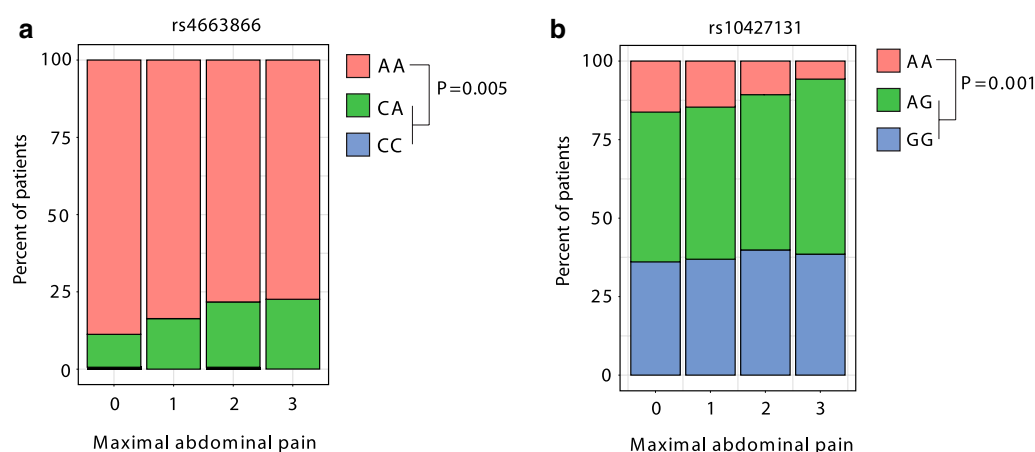 a
rs4663866
100
75
50
25
0
Percent of patients
0 1 2 3
Maximal abdominal pain
AA
CA
CC
P=0.005
b
rs10427131
100
75
50
25
0
Percent of patients
0 1 2 3
Maximal abdominal pain
AA
AG
GG
P=0.001